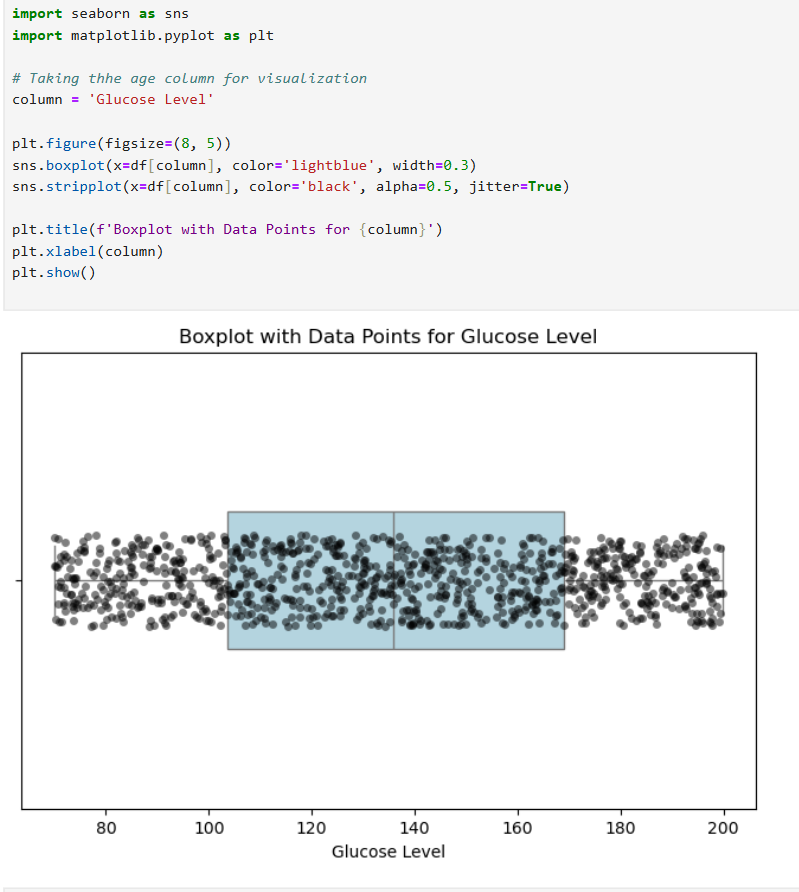 import seaborn as sns
import matplotlib.pyplot as plt
# Taking thhe age column for visualization
column = 'Glucose Level'
plt.figure(figsize=(8, 5))
sns.boxplot(x=df[column], color='lightblue', width=0.3)
sns.stripplot(x=df[column], color='black', alpha=0.5, jitter=True)
plt.title(f'Boxplot with Data Points for {column}')
plt.xlabel(column)
plt.show()
Boxplot with Data Points for Glucose Level
80 100 120 140 160 180 200
Glucose Level